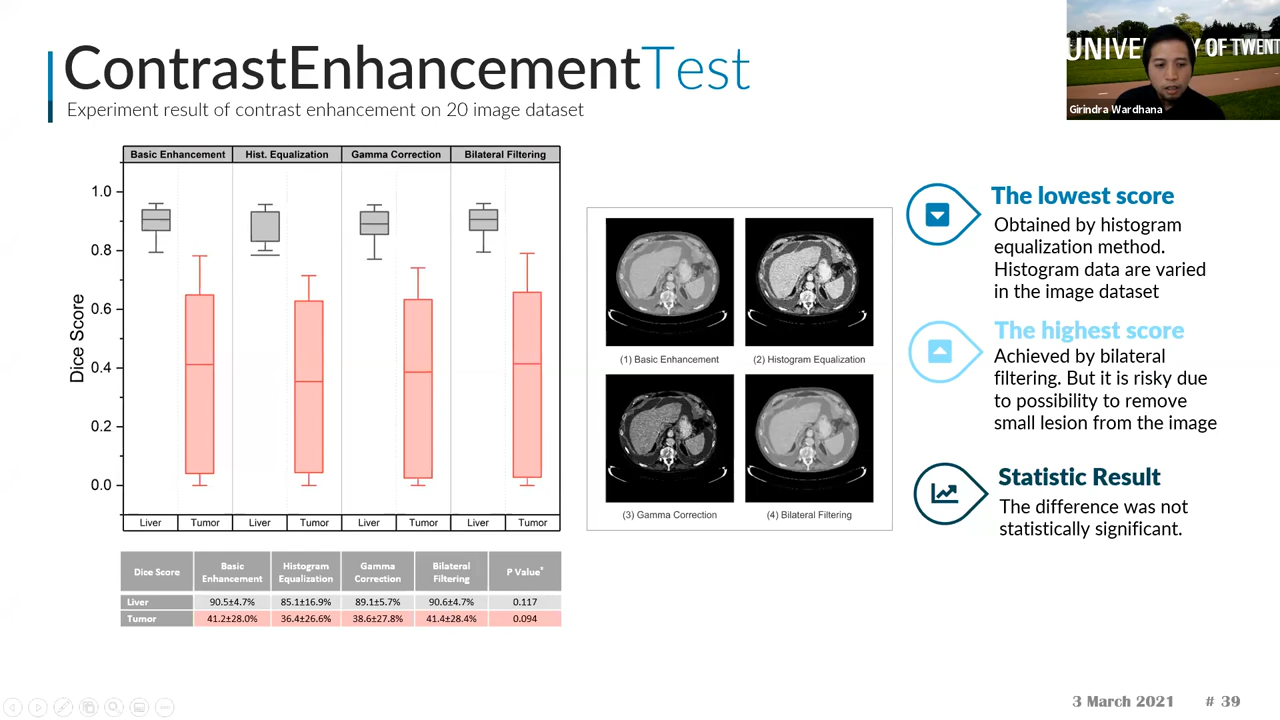 ContrastEnhancementTest
Experiment result of contrast enhancement on 20 image dataset
UNIVE Y OF TWENT
Girindra Wardhana
Basic Enhancement Hist. Equalization Gamma Correction Bilateral Filtering
Dice Score
1.0
0.8
0.6
0.4
0.2
0.0
Liver Tumor Liver Tumor Liver Tumor Liver Tumor
(1) Basic Enhancement
(2) Histogram Equalization
(3) Gamma Correction
(4) Bilateral Filtering
The lowest score
Obtained by histogram
equalization method.
Histogram data are varied
in the image dataset
The highest score
Achieved by bilateral
filtering. But it is risky due
to possibility to remove
small lesion from the image
Statistic Result
The difference was not
statistically significant.
Dice Score Basic Enhancement Histogram Equalization Gamma Correction Bilateral Filtering P Value*
Liver 90.5±4.7% 85.1±16.9% 89.1±5.7% 90.6±4.7% 0.117
Tumor 41.2±28.0% 36.4±26.6% 38.6±27.8% 41.4±28.4% 0.094
3 March 2021 # 39